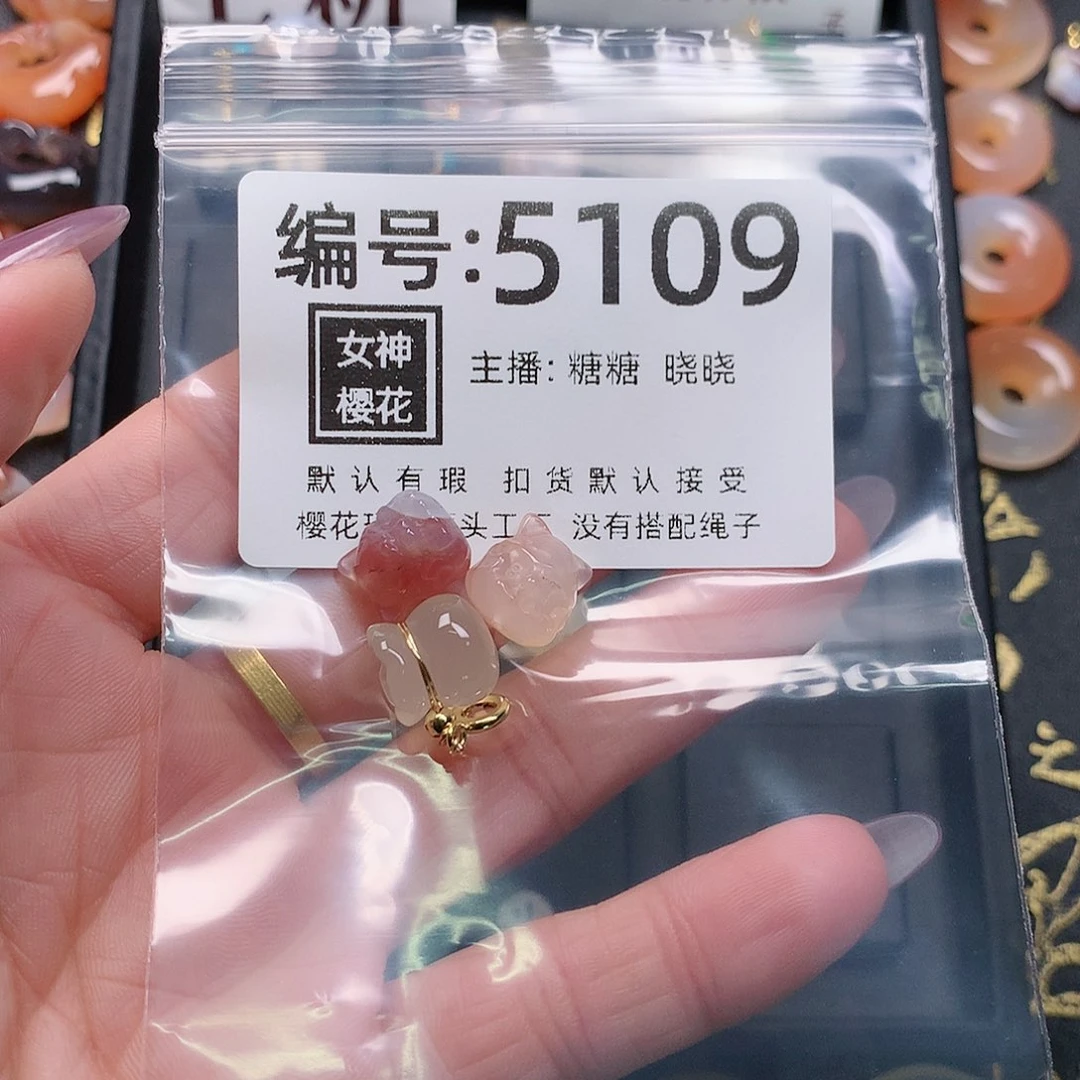 编号:5109
女神
樱花
主播: 糖糖 晓晓
默认有瑕 扣货默认接受
樱花 头工 没有搭配绳子
之